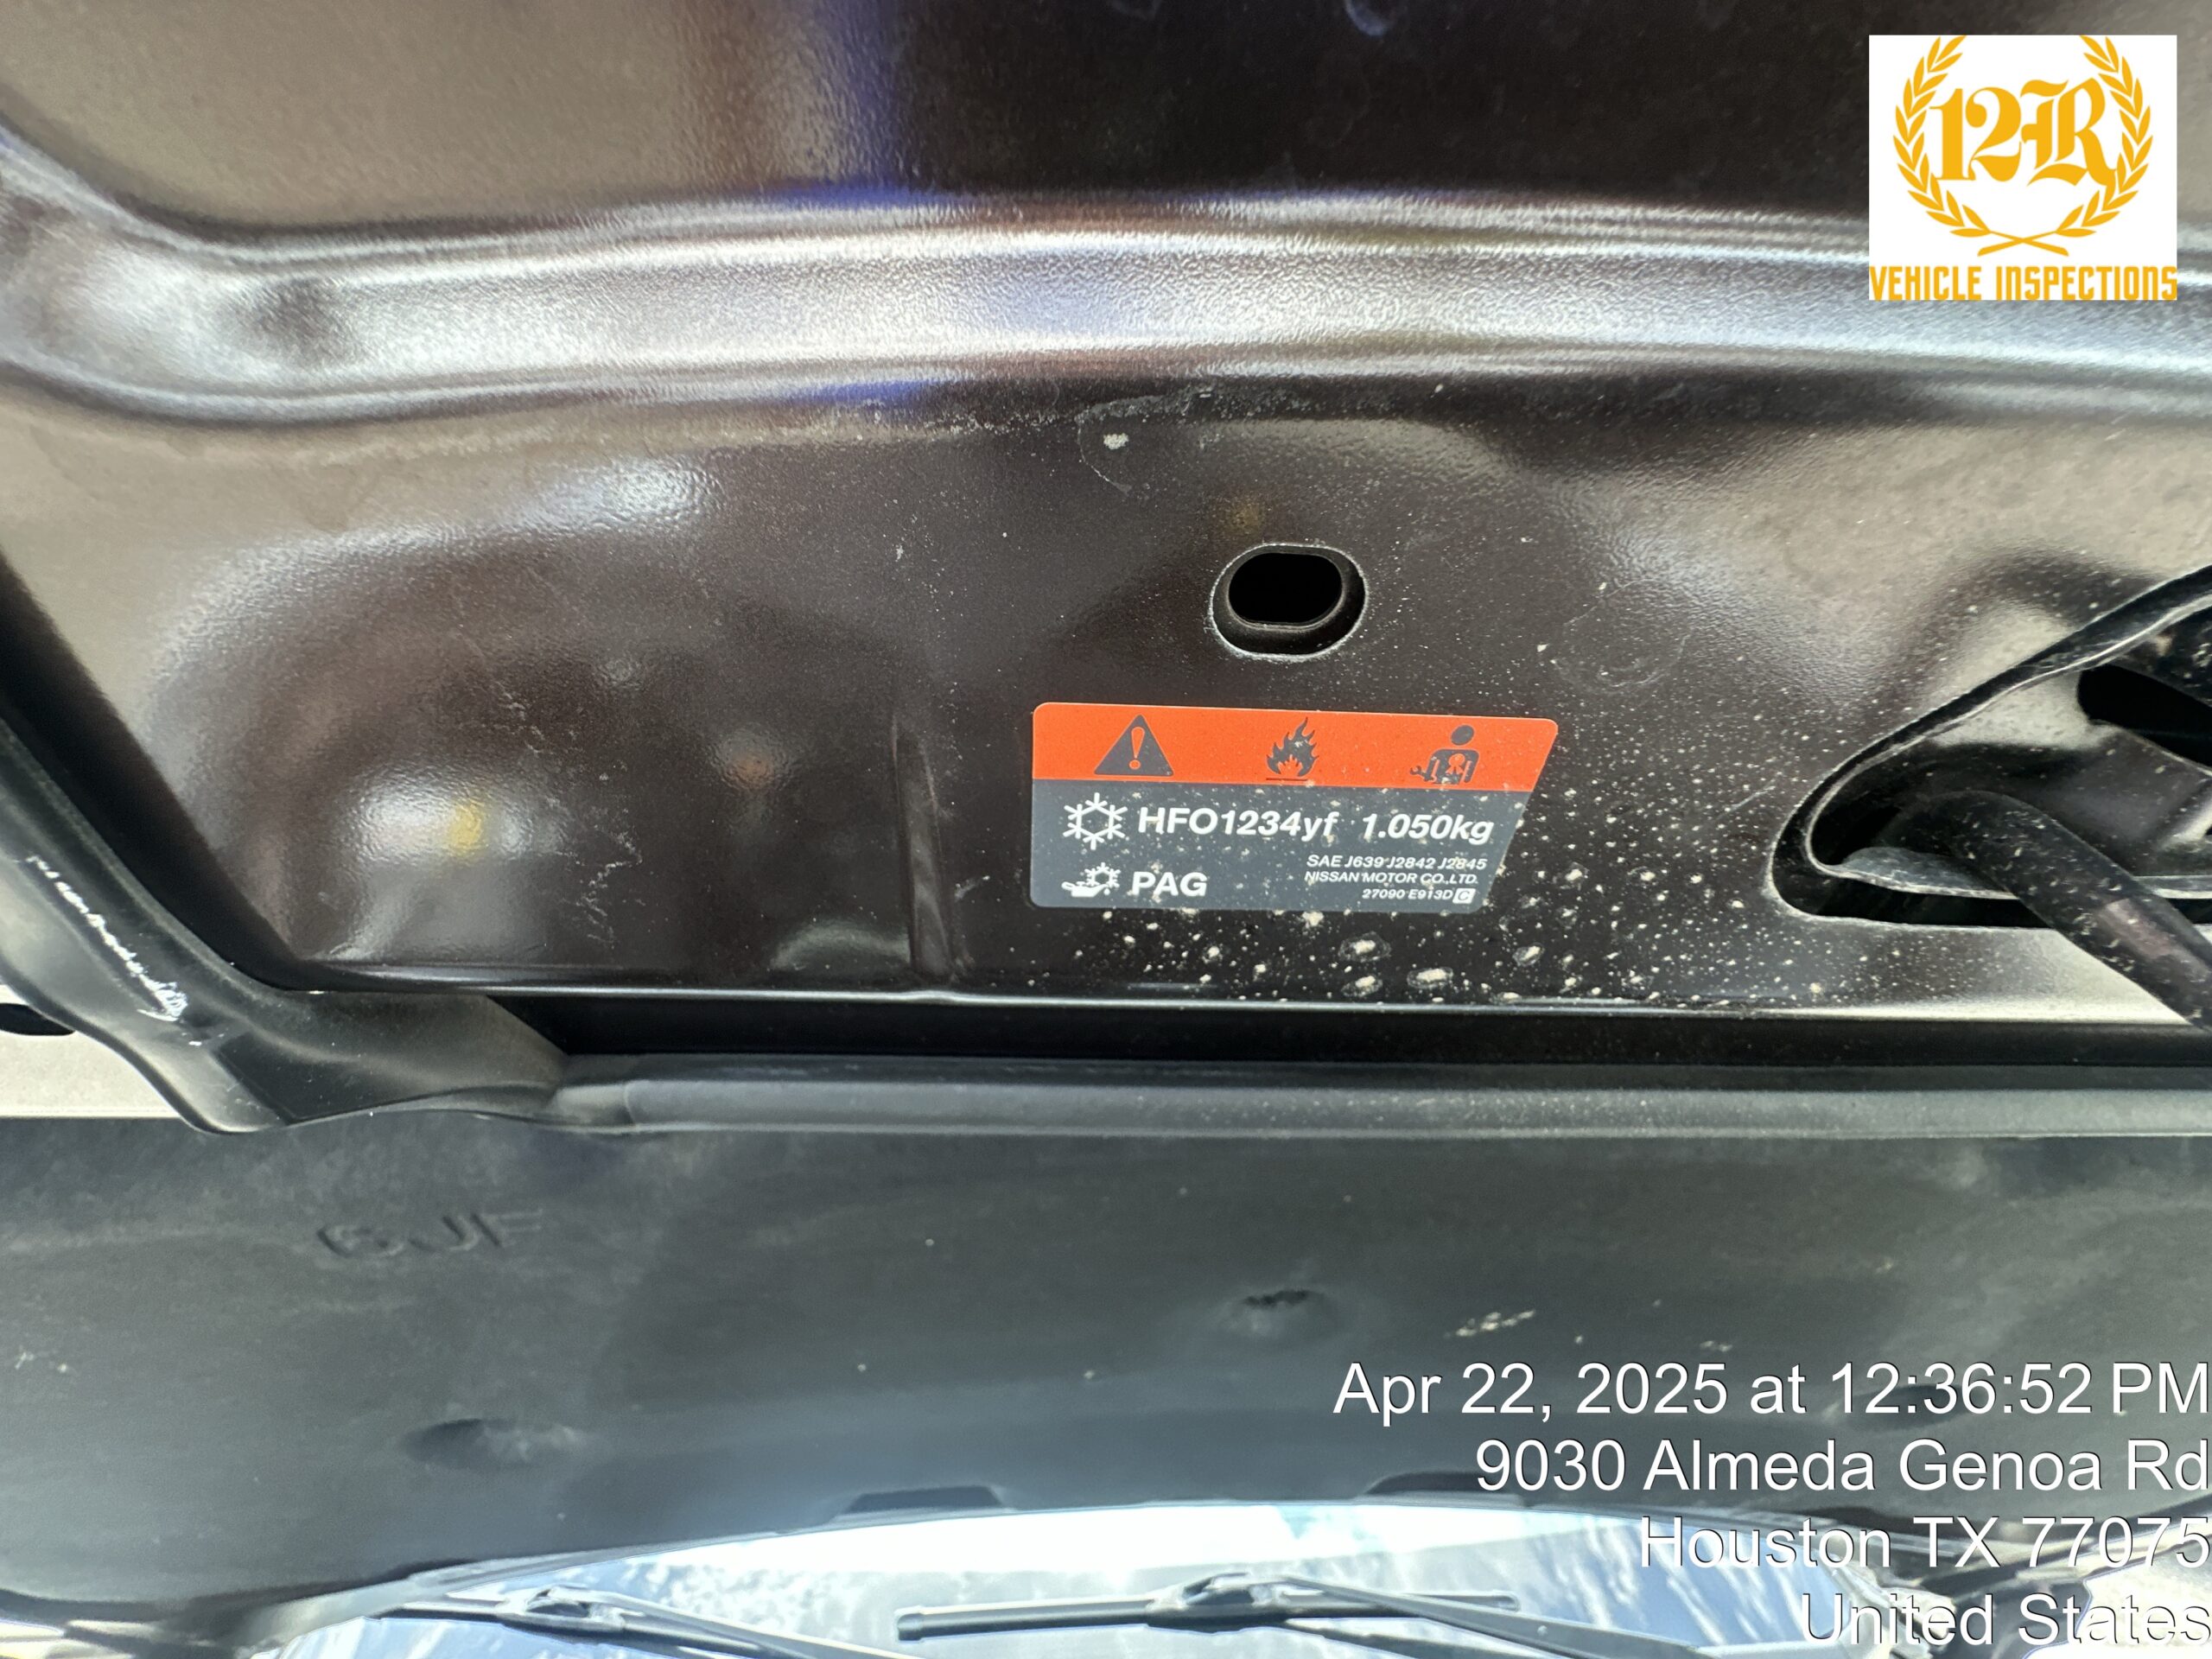 12R
VEHICLE INSPECTIONS
HFO1234yf 1.050kg
SAE J639 J2842 J2845
NISSAN MOTOR CO.,LTD.
PAG
27090 E913D C
Apr 22, 2025 at 12:36:52 PM
9030 Almeda Genoa Rd
Houston TX 77075
United States